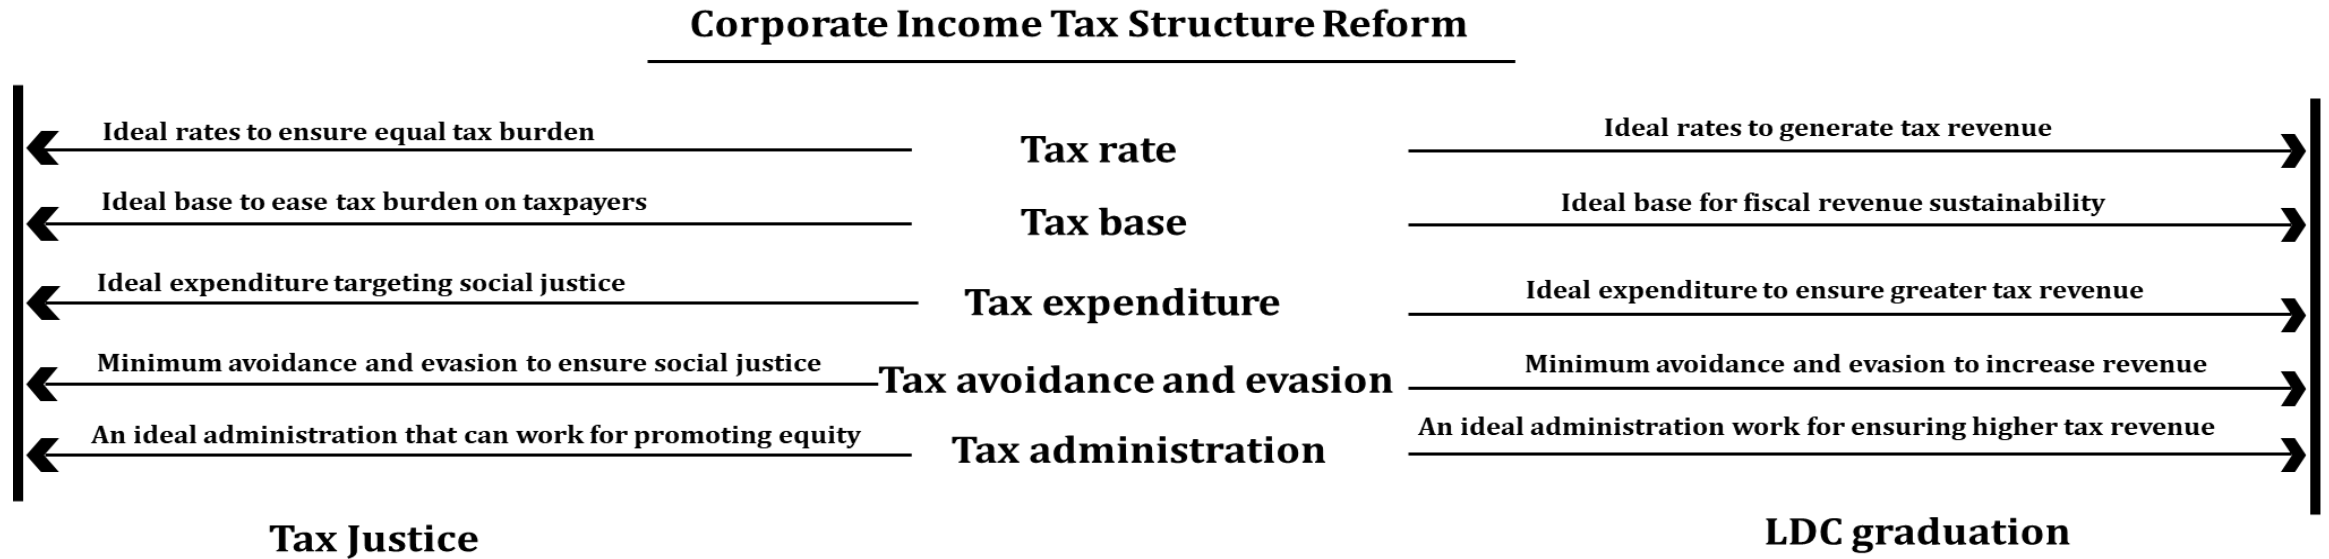 Corporate Income Tax Structure Reform
Ideal rates to ensure equal tax burden
Tax rate
Ideal rates to generate tax revenue
Ideal base to ease tax burden on taxpayers
Tax base
Ideal base for fiscal revenue sustainability
Ideal expenditure targeting social justice
Tax expenditure
Ideal expenditure to ensure greater tax revenue
Minimum avoidance and evasion to ensure social justice
Tax avoidance and evasion
Minimum avoidance and evasion to increase revenue
An ideal administration that can work for promoting equity
Tax administration
An ideal administration work for ensuring higher tax revenue
Tax Justice
LDC graduation